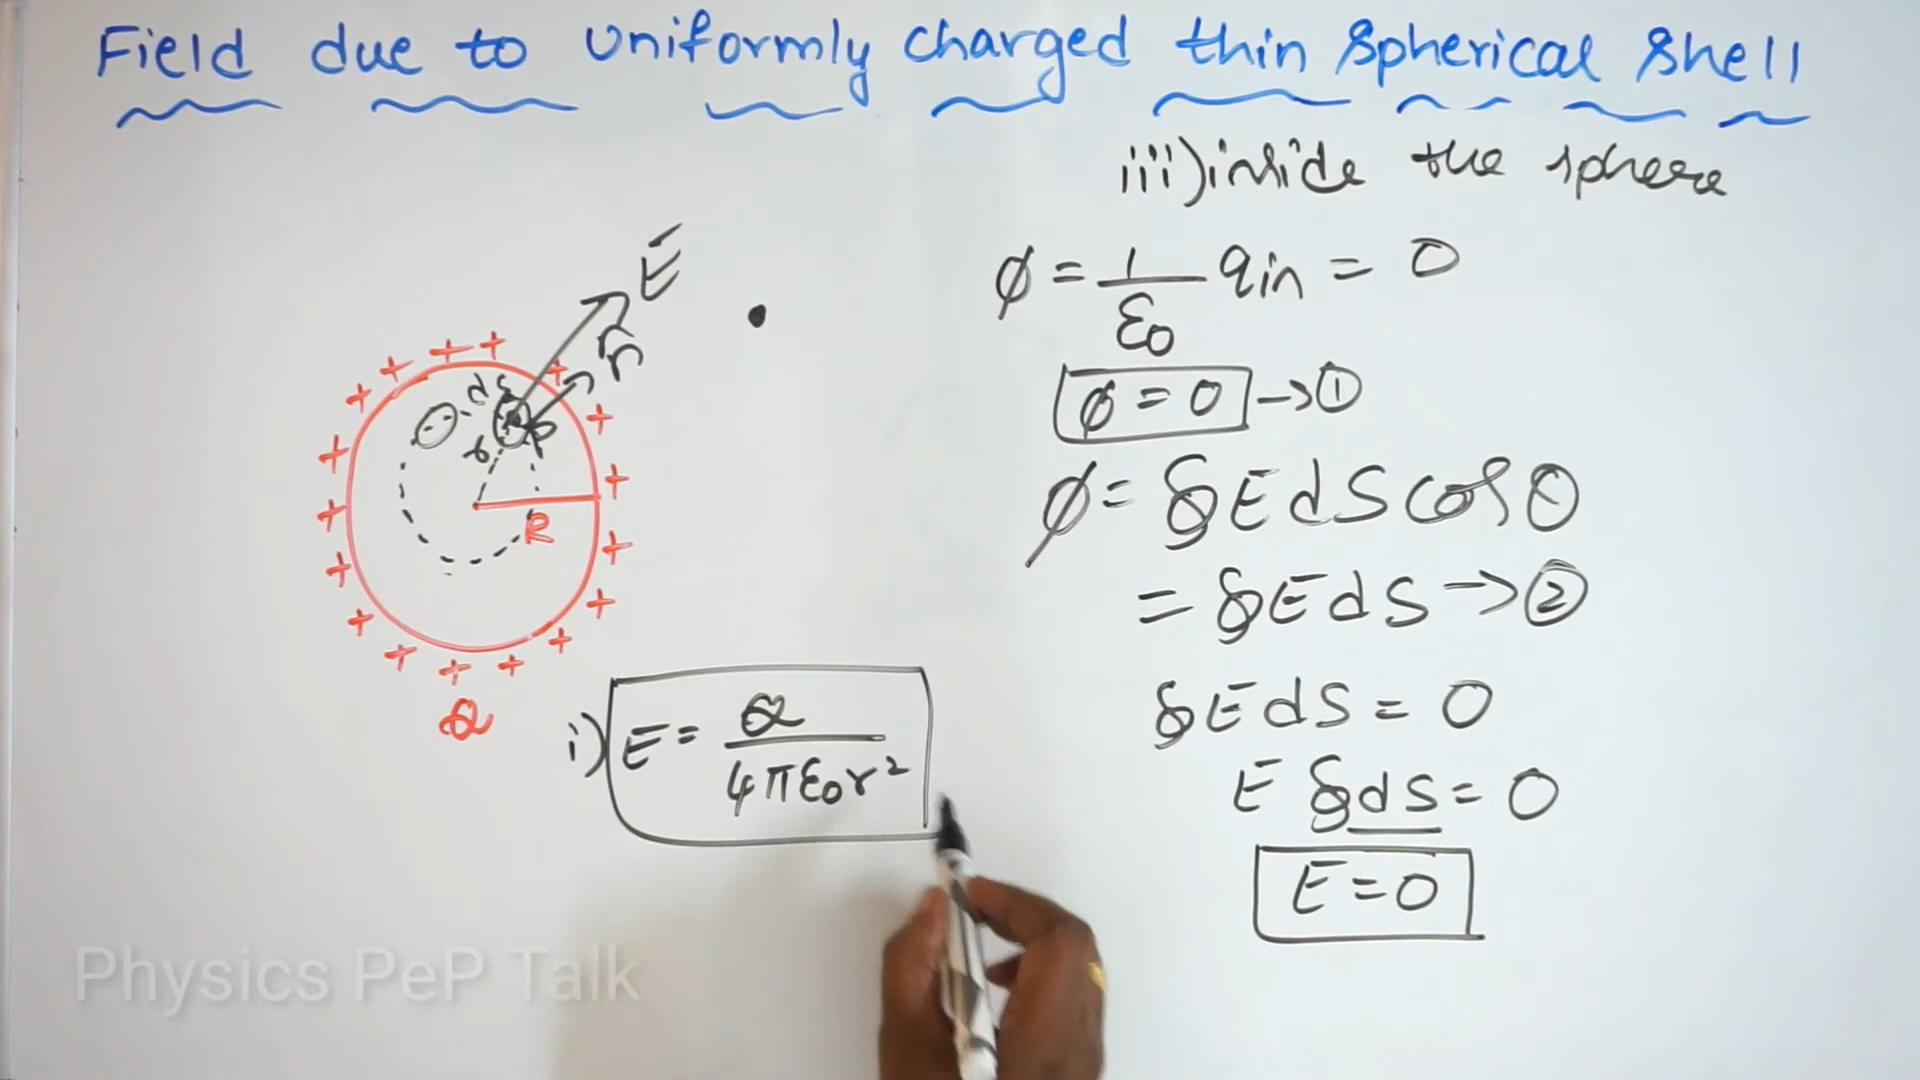 Field due to uniformly charged thin spherical shell
iii) inside the sphere
ϕ = 1/ε0 qin = 0
ϕ = 0 → ①
ϕ = ∮ E dS cos θ
= ∮ E dS → ②
∮ E dS = 0
E ∮ dS = 0
E = 0
E
n̂
+ + + + + + + + + + + + + + + + + + +
ds
r
P
R
Q
i) E = Q / 4πε0r²
Physics PeP Talk